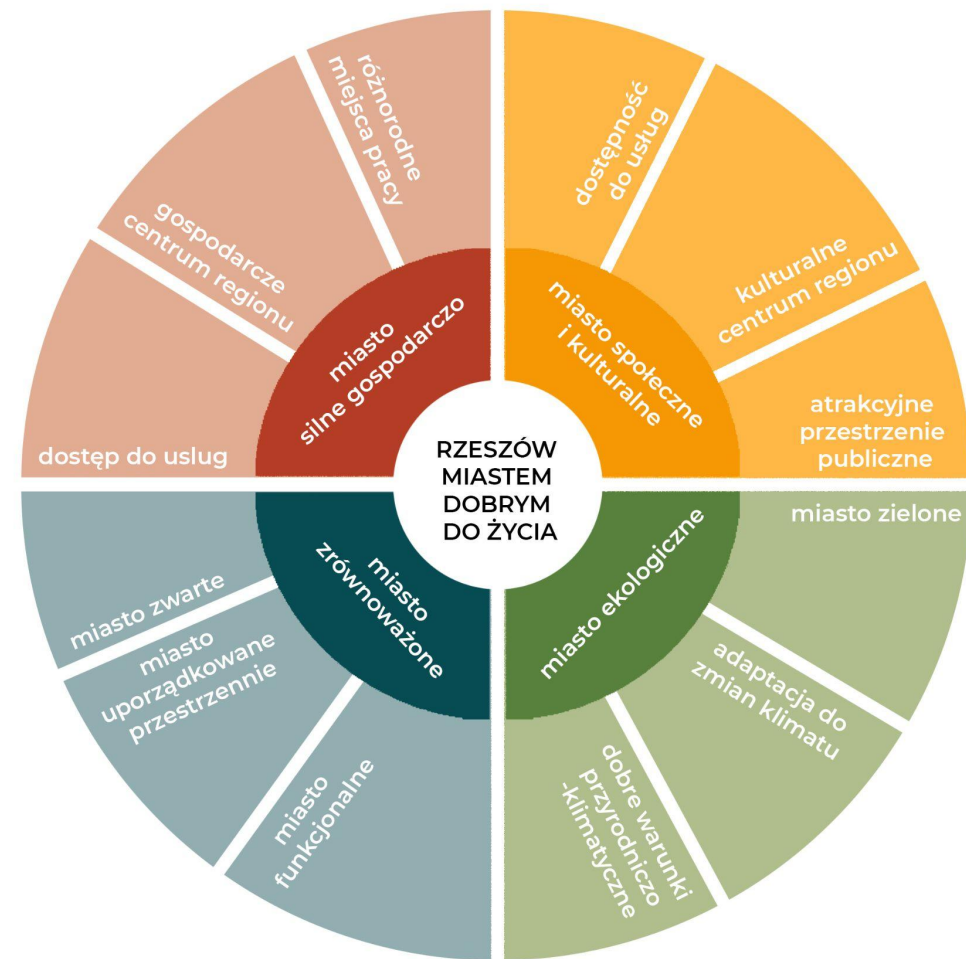 RZESZÓW
MIASTEM
DOBRYM
DO ŻYCIA
miasto
silne gospodarczo
dostęp do uslug
gospodarcze
centrum regionu
różnorodne
miejsca pracy
miasto społeczne
i kulturalne
dostępność
do usług
kulturalne
centrum regionu
atrakcyjne
przestrzenie
publiczne
miasto ekologiczne
miasto zielone
adaptacja do
zmian klimatu
dobre warunki
przyrodniczo
-klimatyczne
miasto
zrównoważone
miasto zwarte
miasto
uporządkowane
przestrzennie
miasto
funkcjonalne